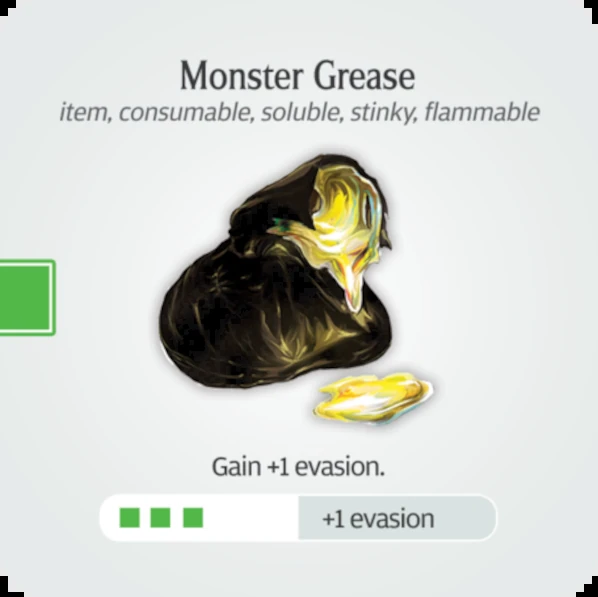 Monster Grease
item, consumable, soluble, stinky, flammable
Gain +1 evasion.
+1 evasion